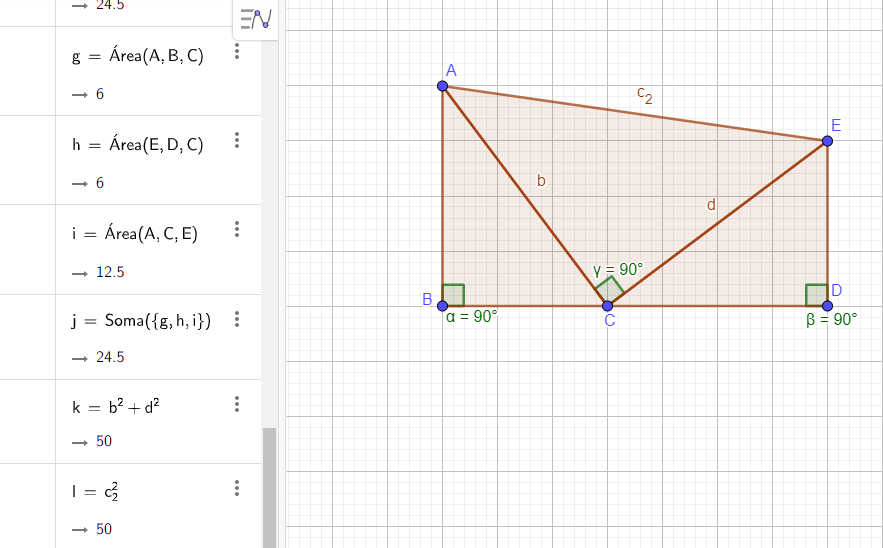 → 24.5
g = Área(A, B, C)
→ 6
h = Área(E, D, C)
→ 6
i = Área(A, C, E)
→ 12.5
j = Soma({g, h, i})
→ 24.5
k = b² + d²
→ 50
l = c₂²
→ 50
A
c₂
E
b
d
γ = 90°
B
D
α = 90°
C
β = 90°